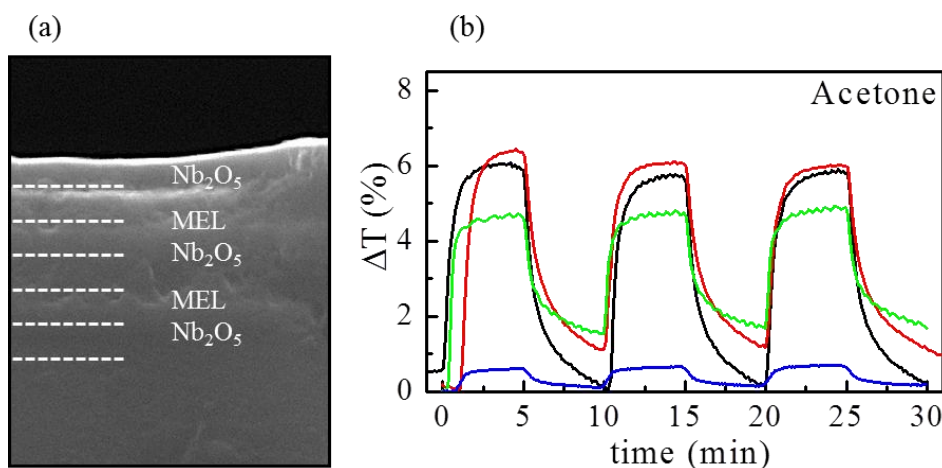 (a)
Nb₂O₅
MEL
Nb₂O₅
MEL
Nb₂O₅
(b)
Acetone
ΔT (%)
8
6
4
2
0
0 5 10 15 20 25 30
time (min)